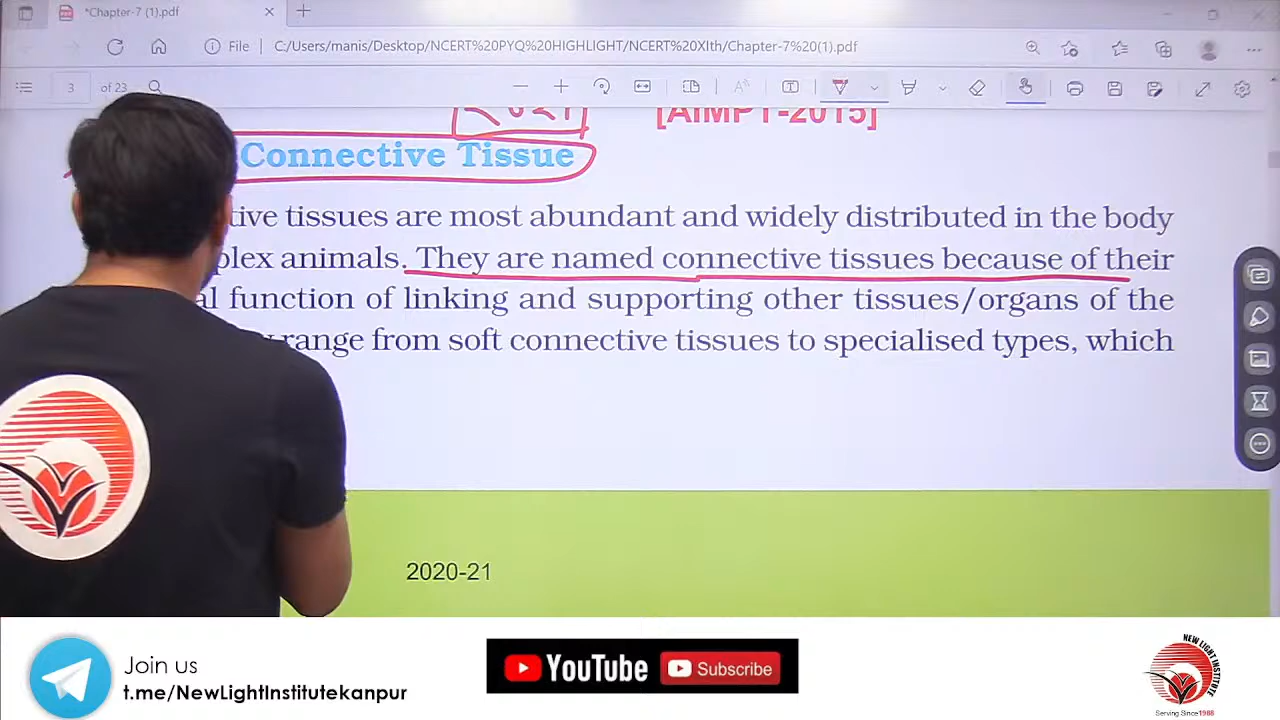 *Chapter-7 (1).pdf
File C:/Users/manis/Desktop/NCERT%20PYQ%20HIGHLIGHT/NCERT%20XIth/Chapter-7%20(1).pdf
3 of 23
2021 [AIMPT-2015]
Connective Tissue
tive tissues are most abundant and widely distributed in the body
plex animals. They are named connective tissues because of their
al function of linking and supporting other tissues/organs of the
y range from soft connective tissues to specialised types, which
2020-21
Join us
t.me/NewLightInstitutekanpur
YouTube Subscribe
NEW LIGHT INSTITUTE
Serving Since1988